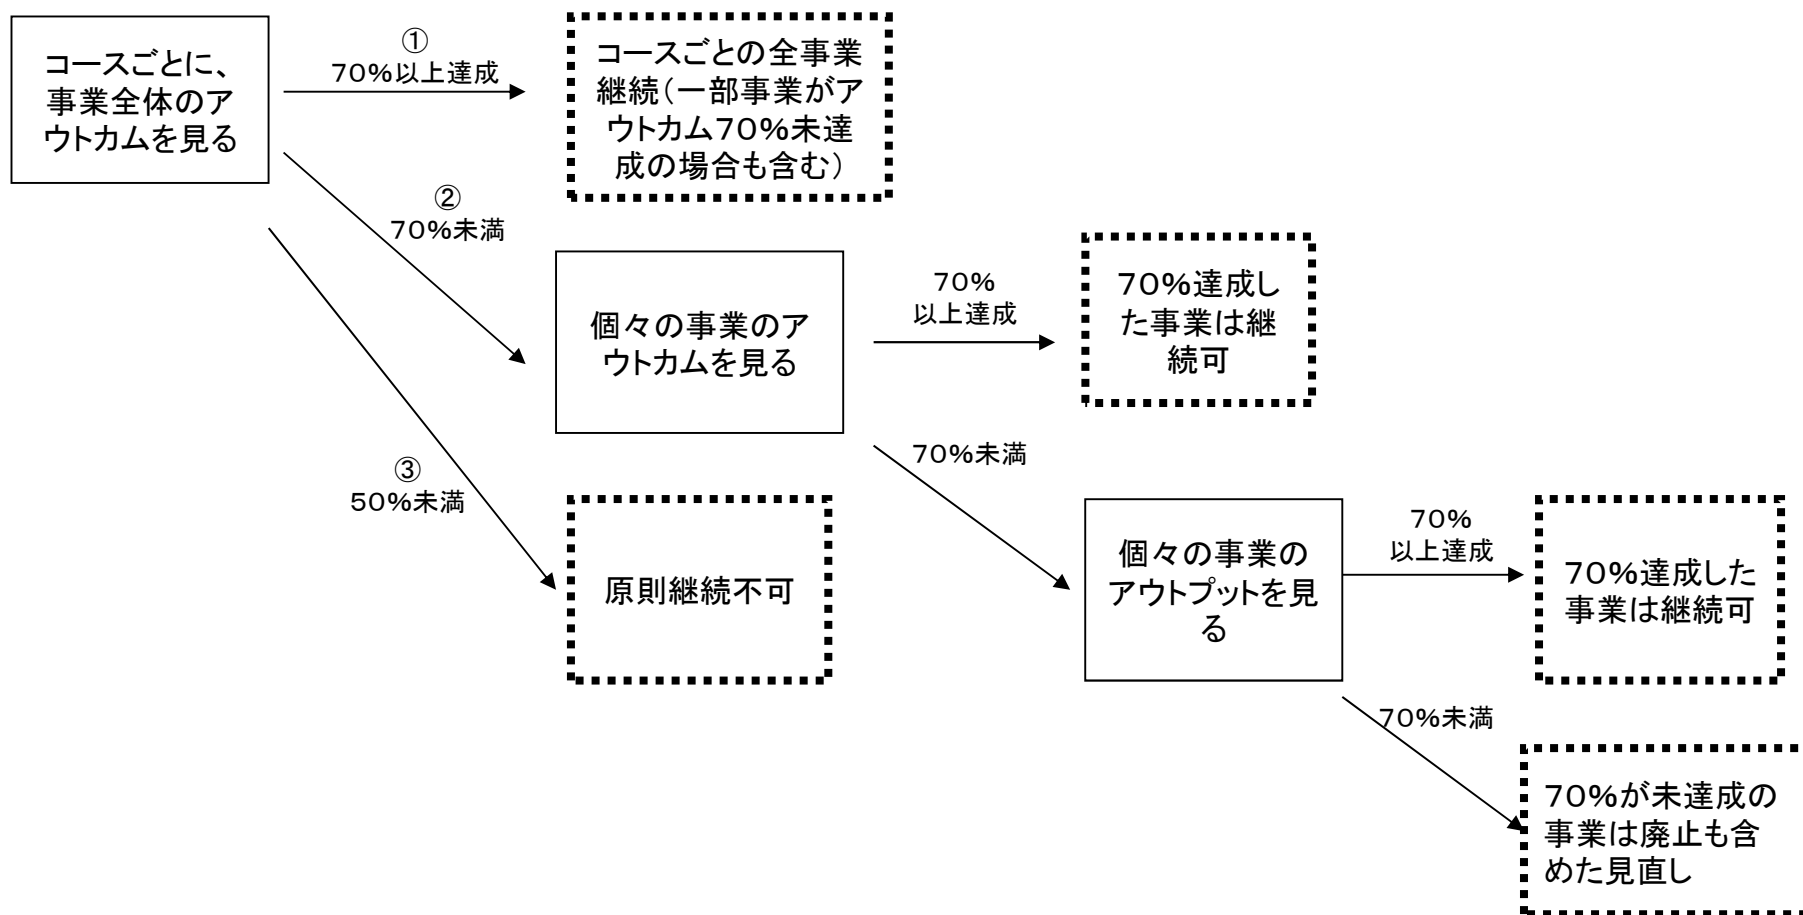 コースごとに、
事業全体のア
ウトカムを見る
①
70%以上達成
コースごとの全事業
継続（一部事業がア
ウトカム70%未達
成の場合も含む）
②
70%未満
個々の事業のア
ウトカムを見る
70%
以上達成
70%達成し
た事業は継
続可
③
50%未満
原則継続不可
70%未満
個々の事業の
アウトプットを見
る
70%
以上達成
70%達成した
事業は継続可
70%未満
70%が未達成の
事業は廃止も含
めた見直し